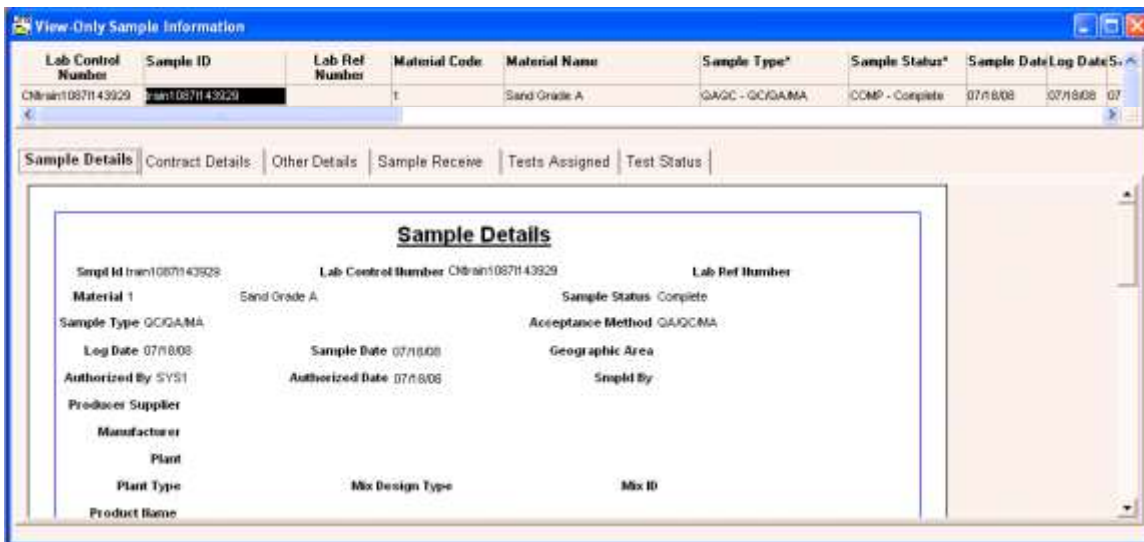 View-Only Sample Information
Lab Control Number Sample ID Lab Ref Number Material Code Material Name Sample Type* Sample Status* Sample Date Log Date S
CNtrain1087I143929 train1087I143929 1 Sand Grade A QAQC - QC/QA/MA COMP - Complete 07/18/08 07/18/08 07
Sample Details Contract Details Other Details Sample Receive Tests Assigned Test Status
Sample Details
Smpl Id train1087I143929 Lab Control Number CNtrain1087I143929 Lab Ref Number
Material 1 Sand Grade A Sample Status Complete
Sample Type QC/QA/MA Acceptance Method QA/QC/MA
Log Date 07/18/08 Sample Date 07/18/08 Geographic Area
Authorized By SYS1 Authorized Date 07/18/08 Smpld By
Producer Supplier
Manufacturer
Plant
Plant Type Mix Design Type Mix ID
Product Name